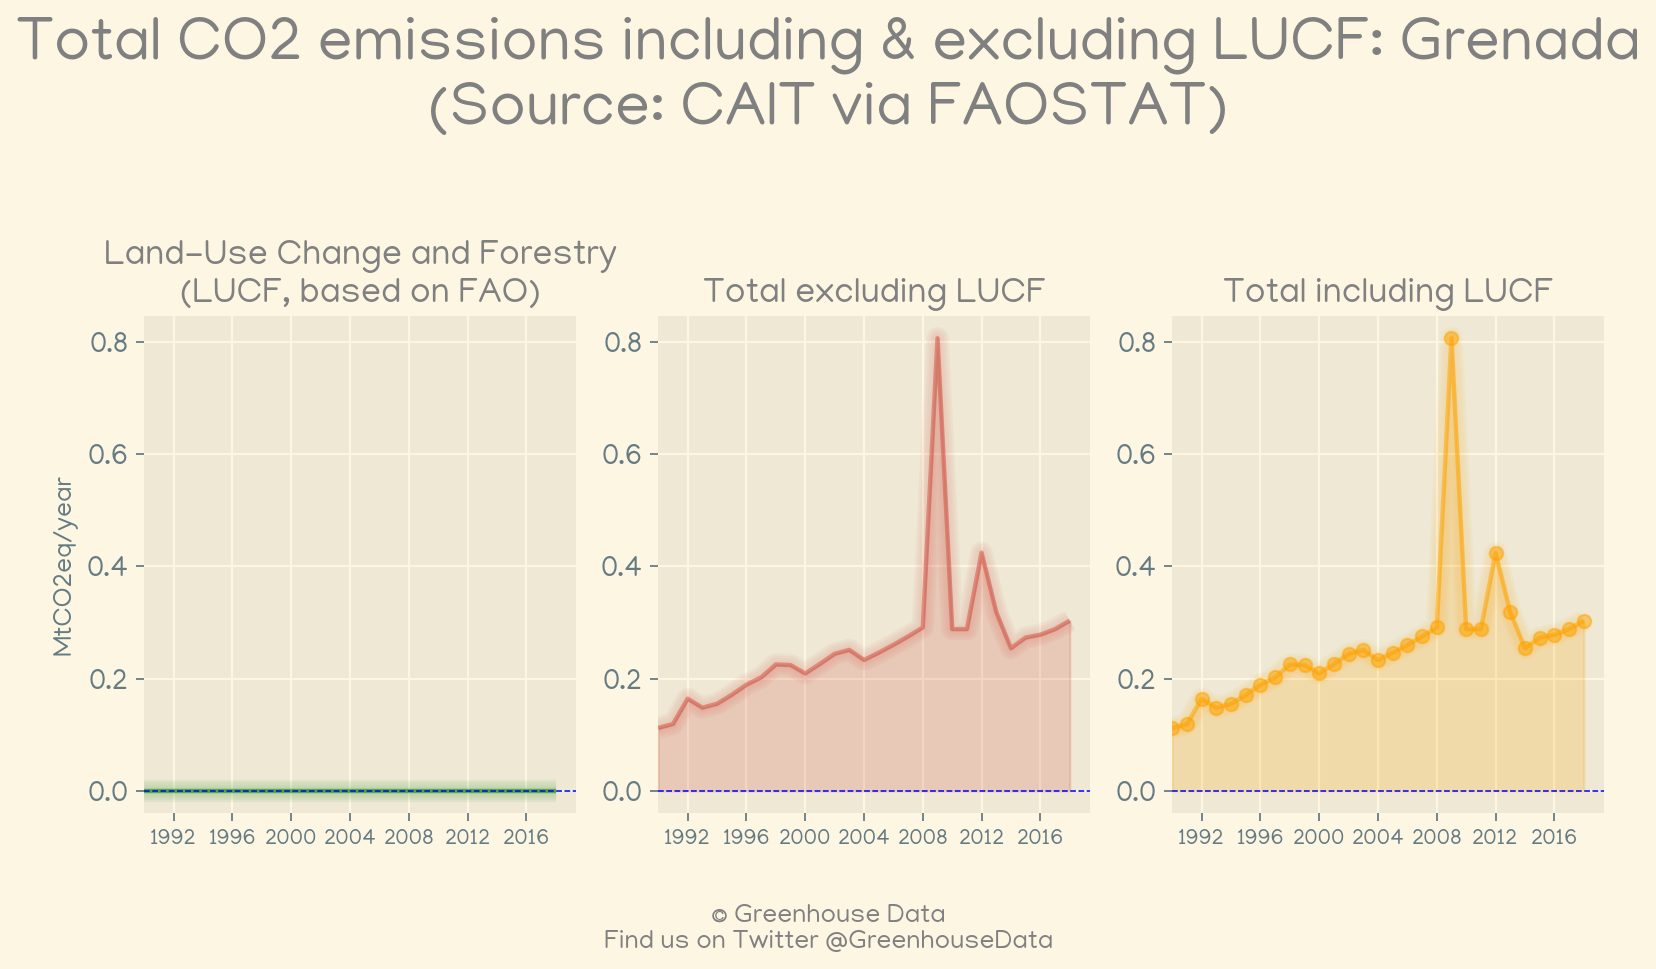 Total CO2 emissions including & excluding LUCF: Grenada
(Source: CAIT via FAOSTAT)
Land-Use Change and Forestry
(LUCF, based on FAO)
Total excluding LUCF
Total including LUCF
MtCO2eq/year
0.8
0.6
0.4
0.2
0.0
1992 1996 2000 2004 2008 2012 2016
0.8
0.6
0.4
0.2
0.0
1992 1996 2000 2004 2008 2012 2016
0.8
0.6
0.4
0.2
0.0
1992 1996 2000 2004 2008 2012 2016
© Greenhouse Data
Find us on Twitter @GreenhouseData